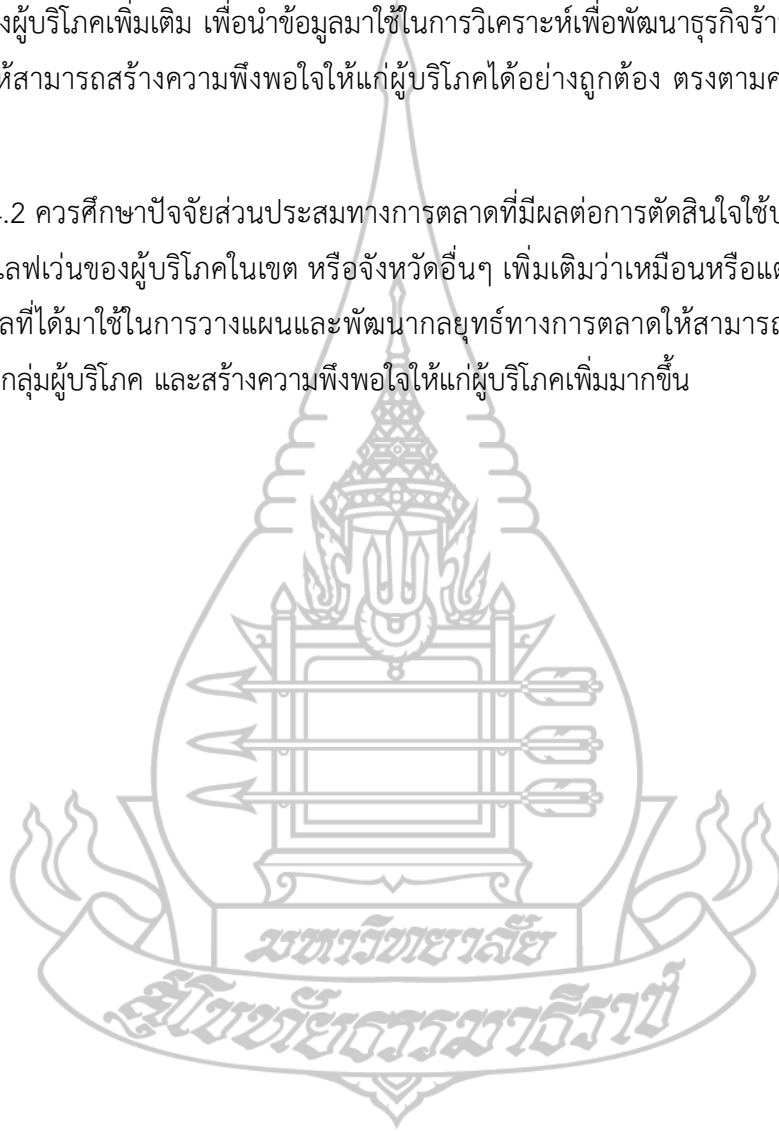 งผู้บริโภคเพิ่มเติม เพื่อนำข้อมูลมาใช้ในการวิเคราะห์เพื่อพัฒนาธุรกิจร้า
ห้สามารถสร้างความพึงพอใจให้แก่ผู้บริโภคได้อย่างถูกต้อง ตรงตามค
.2 ควรศึกษาปัจจัยส่วนประสมทางการตลาดที่มีผลต่อการตัดสินใจใช้บ
เลฟเว่นของผู้บริโภคในเขต หรือจังหวัดอื่นๆ เพิ่มเติมว่าเหมือนหรือแต
ลที่ได้มาใช้ในการวางแผนและพัฒนากลยุทธ์ทางการตลาดให้สามารถ
กลุ่มผู้บริโภค และสร้างความพึงพอใจให้แก่ผู้บริโภคเพิ่มมากขึ้น
มหาวิทยาลัย
สุโขทัยธรรมาธิราช